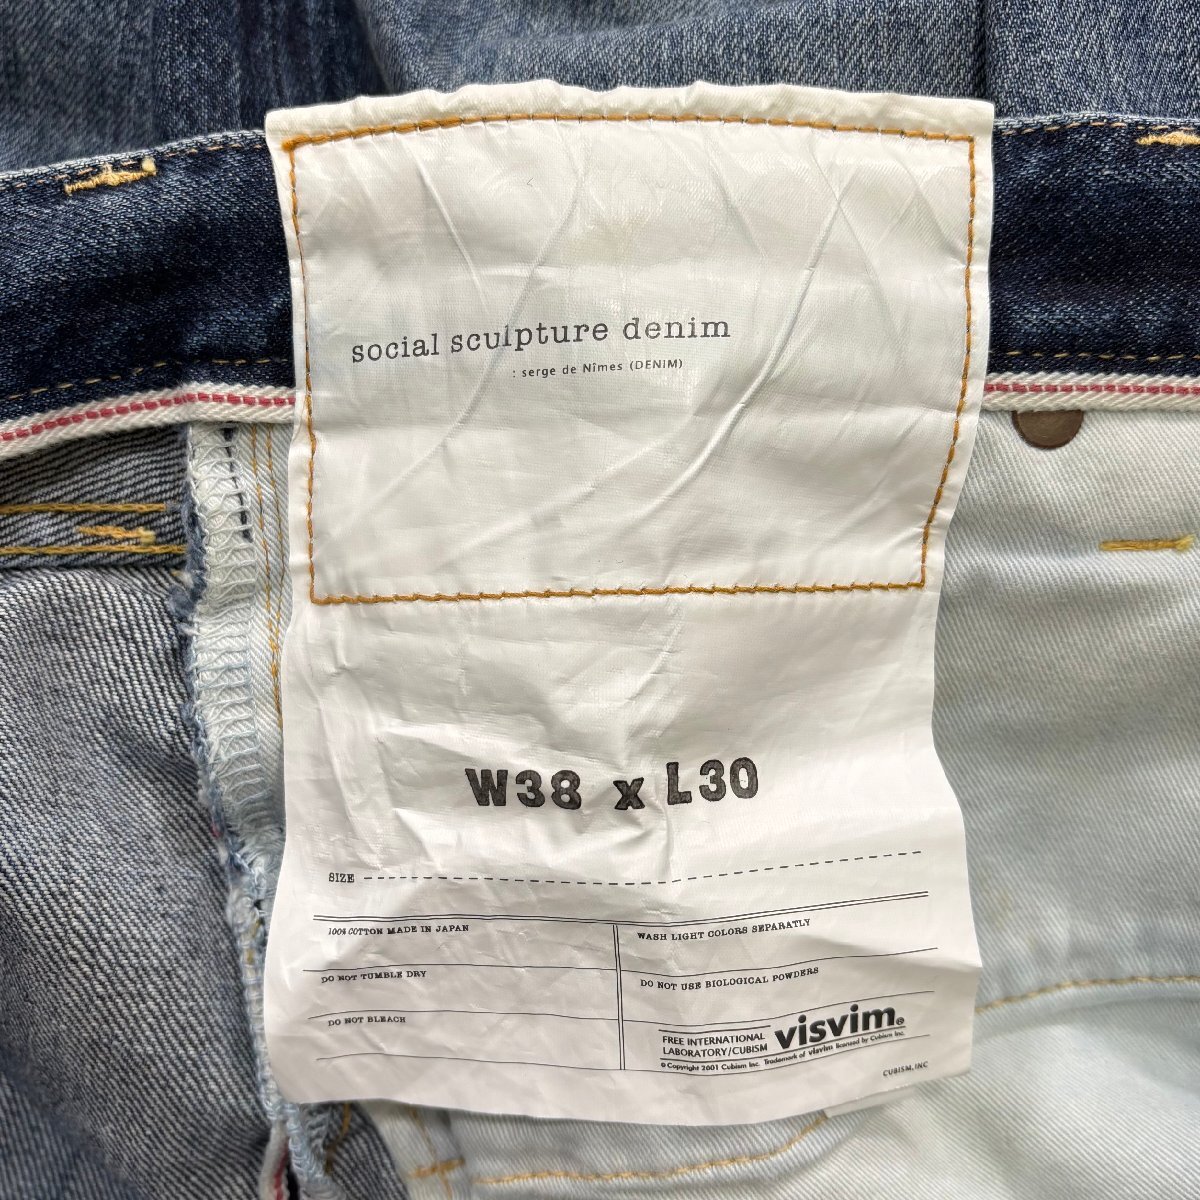 social sculpture denim
: serge de Nîmes (DENIM)
W38 x L30
SIZE
100% COTTON MADE IN JAPAN
DO NOT TUMBLE DRY
DO NOT BLEACH
WASH LIGHT COLORS SEPARATLY
DO NOT USE BIOLOGICAL POWDERS
FREE INTERNATIONAL
LABORATORY/CUBISM
visvim®
© Copyright 2001 Cubism Inc. Trademark of visvim licensed by Cubism Inc.
CUBISM, INC